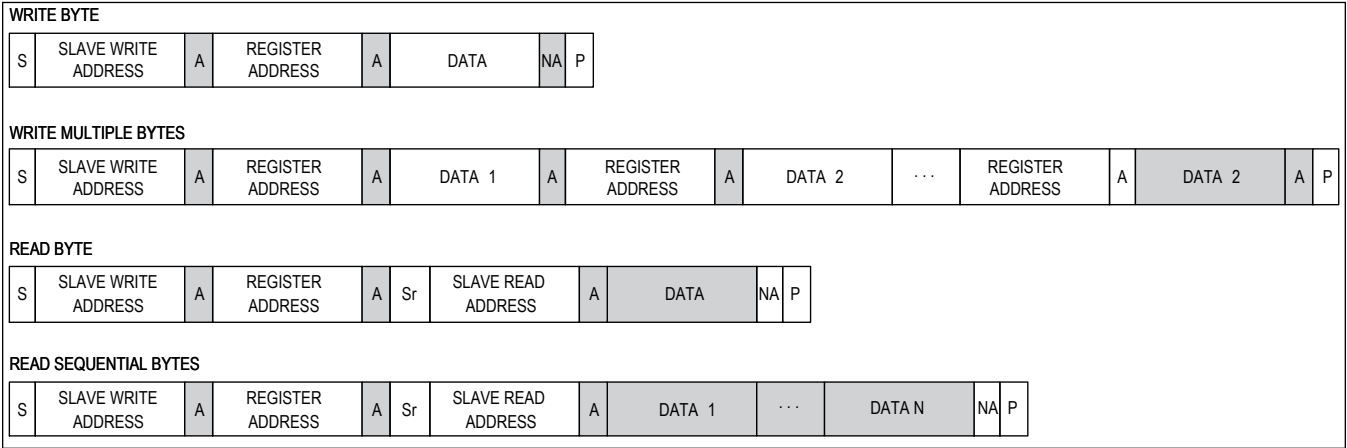 WRITE BYTE
S SLAVE WRITE ADDRESS A REGISTER ADDRESS A DATA NA P
WRITE MULTIPLE BYTES
S SLAVE WRITE ADDRESS A REGISTER ADDRESS A DATA 1 A REGISTER ADDRESS A DATA 2 ... REGISTER ADDRESS A DATA 2 A P
READ BYTE
S SLAVE WRITE ADDRESS A REGISTER ADDRESS A Sr SLAVE READ ADDRESS A DATA NA P
READ SEQUENTIAL BYTES
S SLAVE WRITE ADDRESS A REGISTER ADDRESS A Sr SLAVE READ ADDRESS A DATA 1 ... DATA N NA P